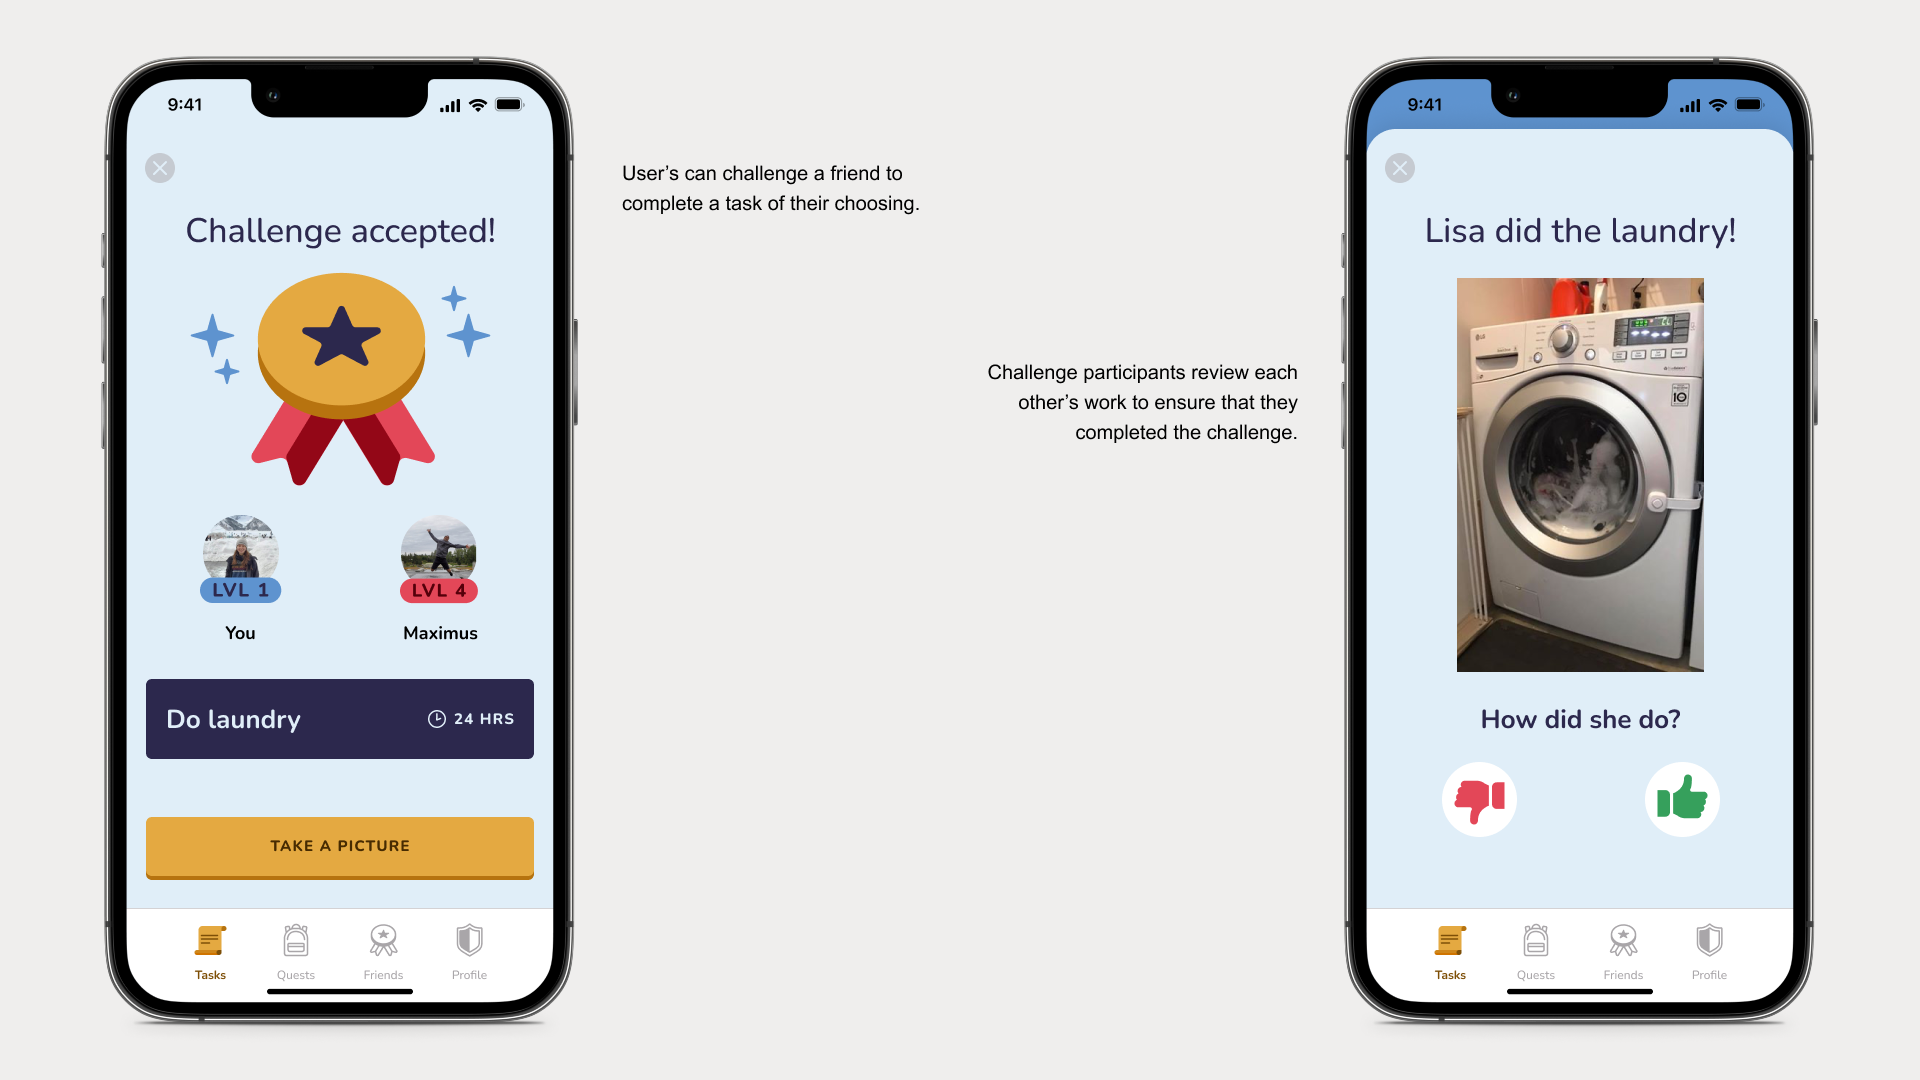 9:41
Challenge accepted!
LVL 1
LVL 4
You
Maximus
Do laundry
24 HRS
TAKE A PICTURE
Tasks
Quests
Friends
Profile
User’s can challenge a friend to
complete a task of their choosing.
Challenge participants review each
other’s work to ensure that they
completed the challenge.
9:41
Lisa did the laundry!
LG
How did she do?
Tasks
Quests
Friends
Profile